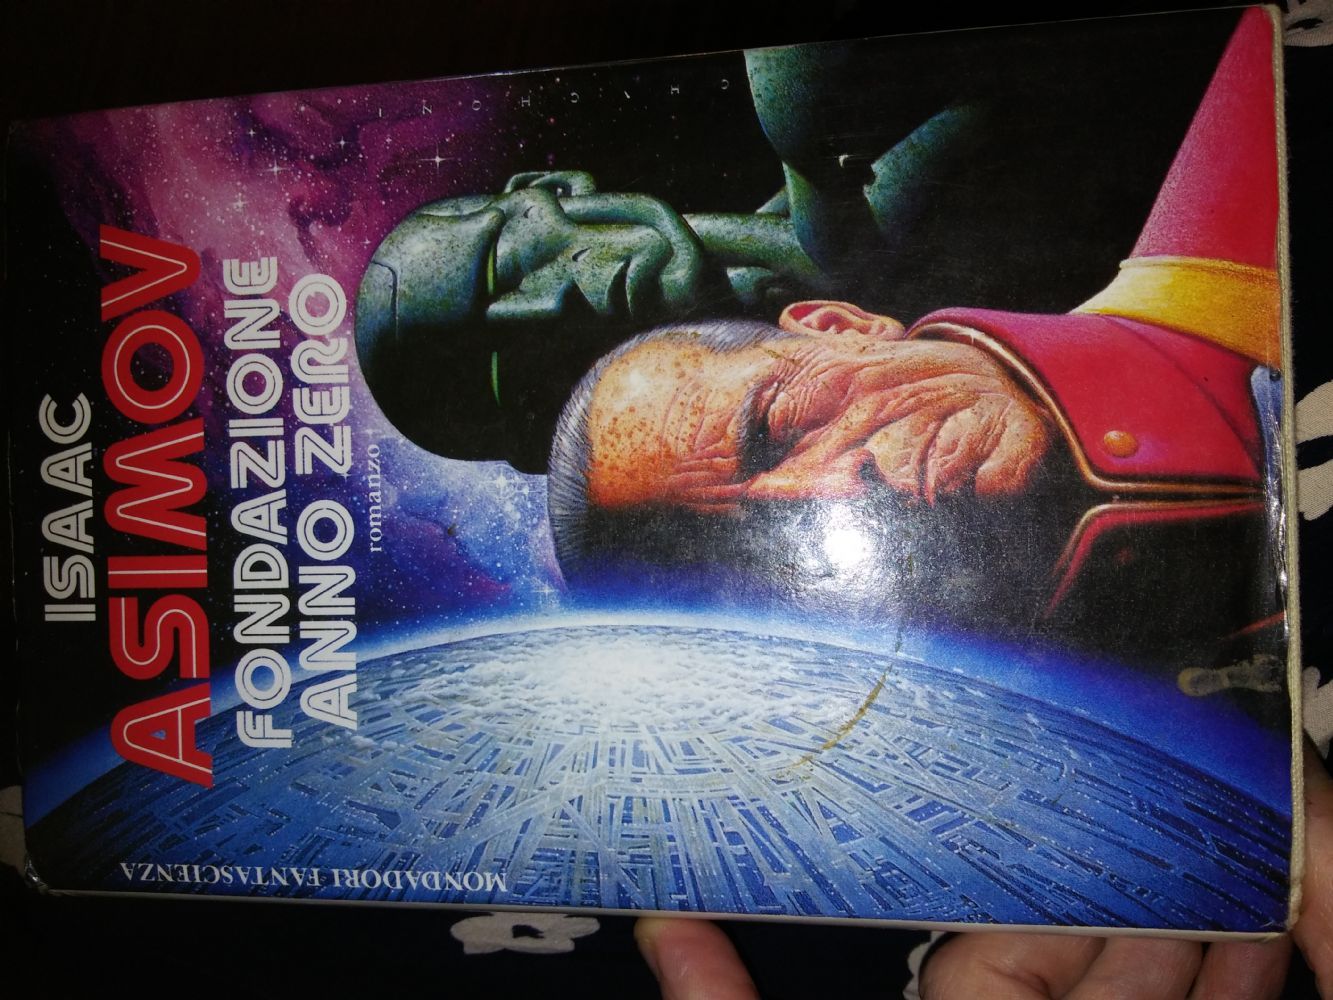 ISAAC
ASIMOV
FONDAZIONE
ANNO ZERO
romanzo
MONDADORI FANTASCIENZA